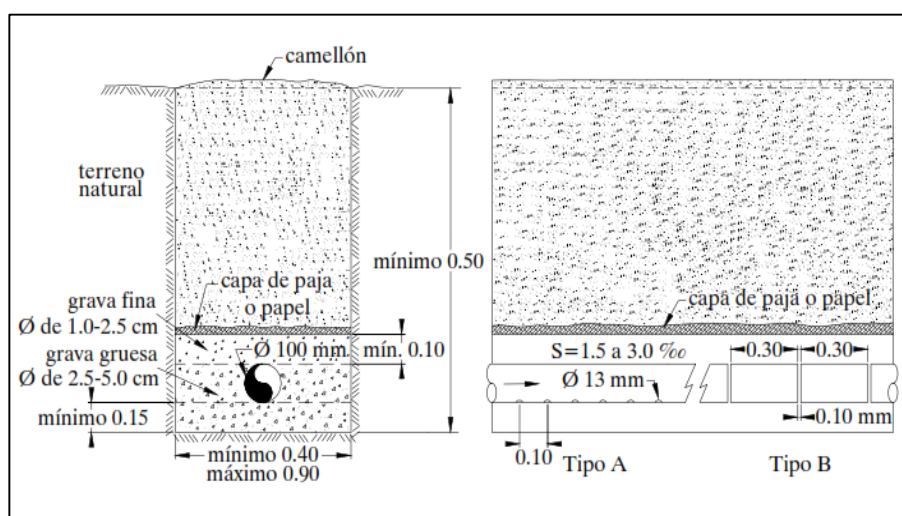 camellón
terreno
natural
mínimo 0.50
capa de paja
o papel
capa de paja o papel
grava fina
Ø de 1.0-2.5 cm
Ø 100 mm
mín. 0.10
S=1.5 a 3.0 ‰
0.30
0.30
grava gruesa
Ø de 2.5-5.0 cm
Ø 13 mm
mínimo 0.15
0.10 mm
mínimo 0.40
máximo 0.90
0.10
Tipo A
Tipo B